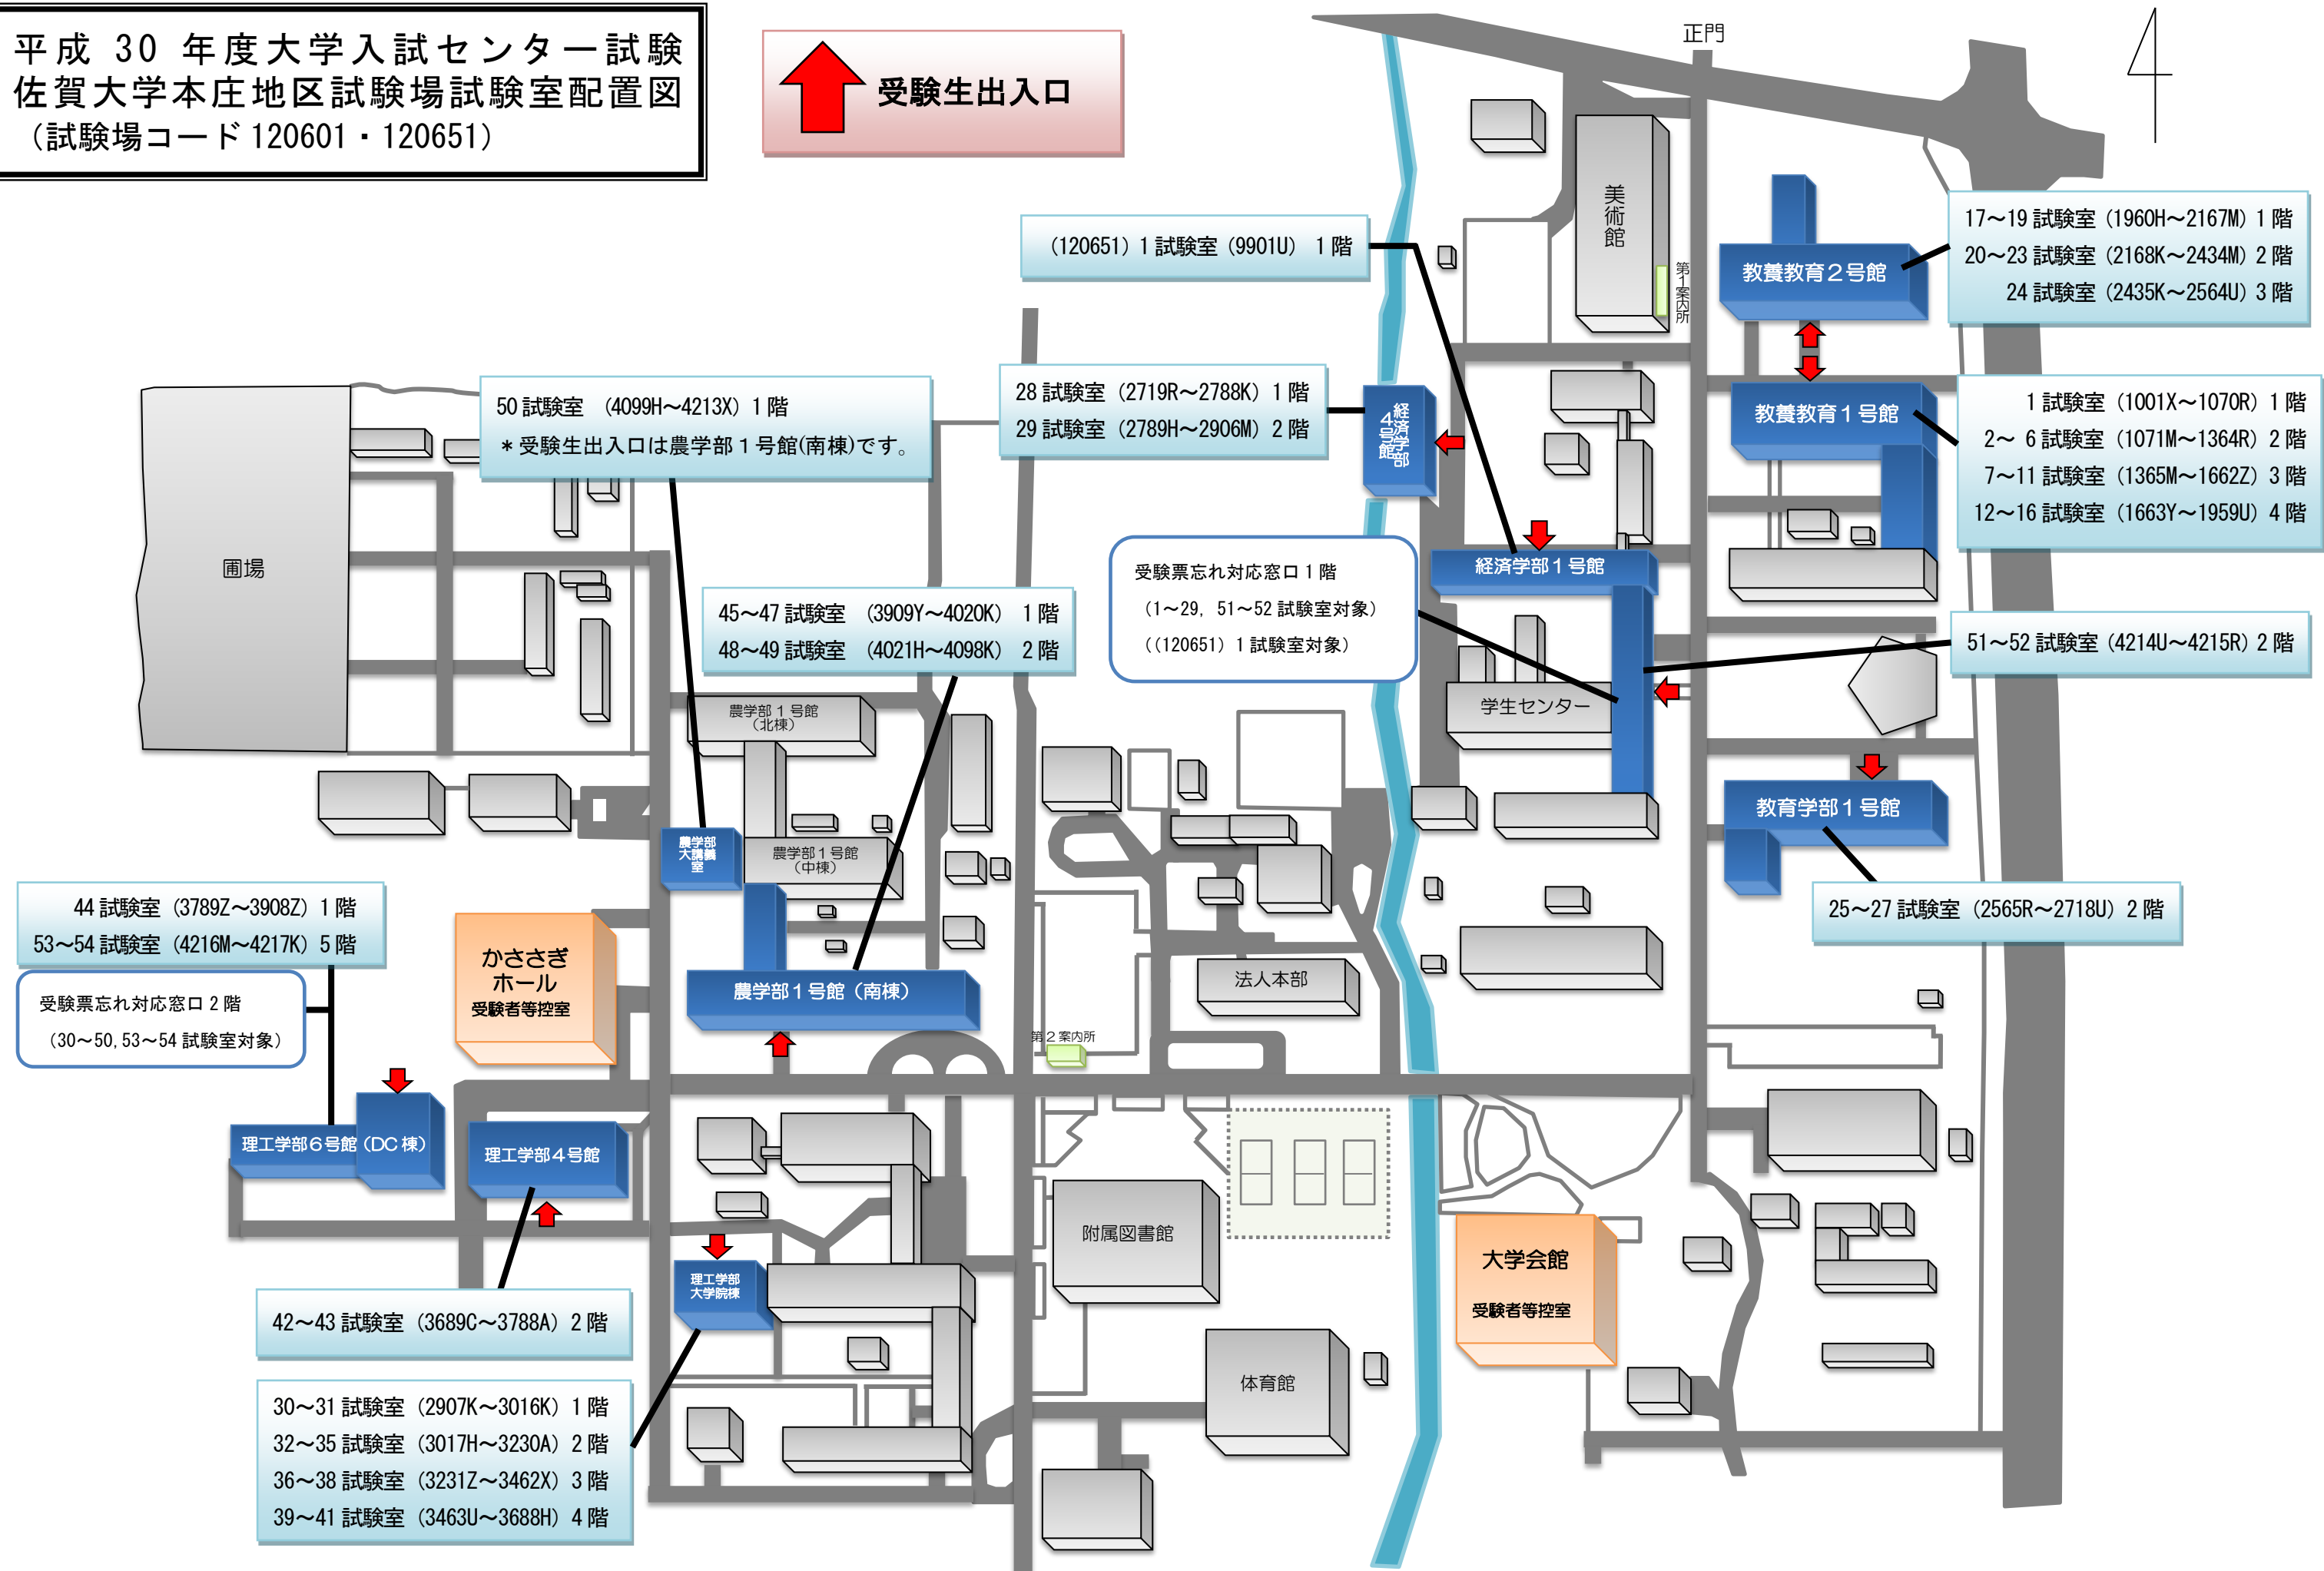 平成 30 年度大学入試センター試験
佐賀大学本庄地区試験場試験室配置図
（試験場コード 120601・120651）
受験生出入口
正門
美術館
第１案内所
教養教育２号館
17～19 試験室（1960H～2167M）1 階
20～23 試験室（2168K～2434M）2 階
24 試験室（2435K～2564U）3 階
(120651) 1 試験室（9901U） 1 階
28 試験室（2719R～2788K）1 階
29 試験室（2789H～2906M）2 階
経済学部
４号館
教養教育１号館
1 試験室（1001X～1070R）1 階
2～ 6 試験室（1071M～1364R）2 階
7～11 試験室（1365M～1662Z）3 階
12～16 試験室（1663Y～1959U）4 階
50 試験室 （4099H～4213X）1 階
＊受験生出入口は農学部１号館(南棟)です。
圃場
経済学部１号館
受験票忘れ対応窓口 1 階
（1～29, 51～52 試験室対象）
（(120651) 1 試験室対象）
45～47 試験室 （3909Y～4020K） 1 階
48～49 試験室 （4021H～4098K） 2 階
51～52 試験室（4214U～4215R）2 階
学生センター
農学部１号館
（北棟）
農学部
大講義
室
農学部１号館
（中棟）
教育学部１号館
25～27 試験室（2565R～2718U）2 階
44 試験室（3789Z～3908Z）1 階
53～54 試験室（4216M～4217K）5 階
受験票忘れ対応窓口 2 階
（30～50,53～54 試験室対象）
かささぎ
ホール
受験者等控室
農学部１号館（南棟）
法人本部
第２案内所
理工学部６号館（DC 棟）
理工学部４号館
42～43 試験室（3689C～3788A）2 階
理工学部
大学院棟
30～31 試験室（2907K～3016K）1 階
32～35 試験室（3017H～3230A）2 階
36～38 試験室（3231Z～3462X）3 階
39～41 試験室（3463U～3688H）4 階
附属図書館
体育館
大学会館
受験者等控室